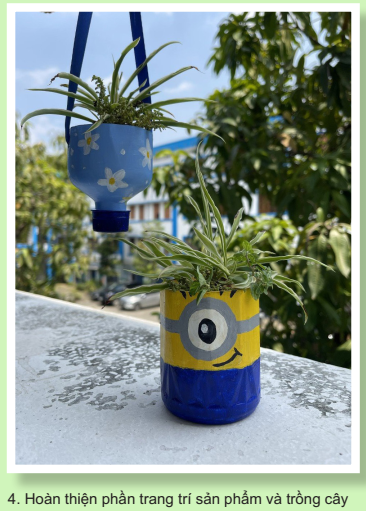 4. Hoàn thiện phần trang trí sản phẩm và trồng cây